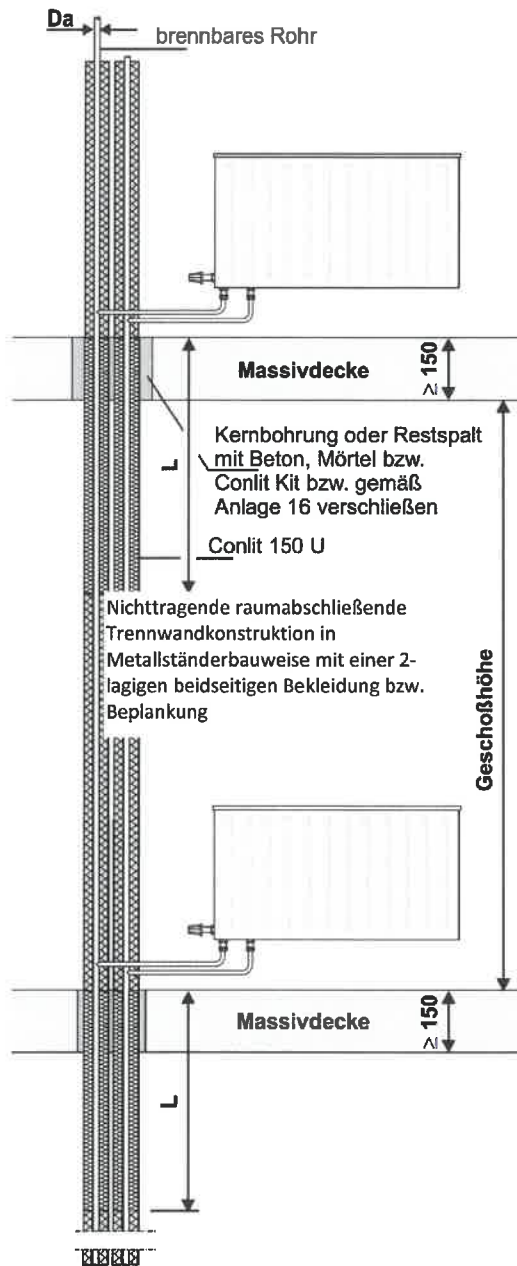 Da
brennbares Rohr
Massivdecke
≥ 150
Kernbohrung oder Restspalt
mit Beton, Mörtel bzw.
Conlit Kit bzw. gemäß
Anlage 16 verschließen
L
Conlit 150 U
Nichttragende raumabschließende
Trennwandkonstruktion in
Metallständerbauweise mit einer 2-
lagigen beidseitigen Bekleidung bzw.
Beplankung
Geschoßhöhe
Massivdecke
≥ 150
L